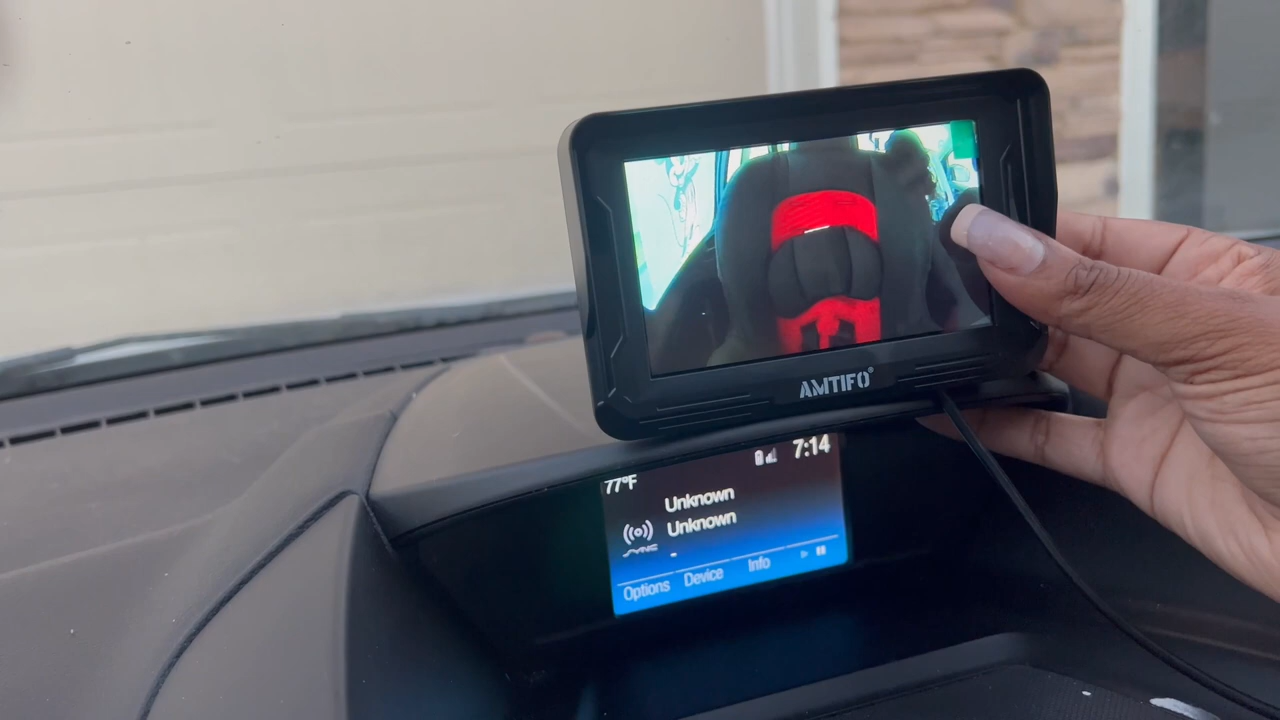 AMTIFO®
77°F
7:14
Unknown
Unknown
SYNC
-
Options Device Info